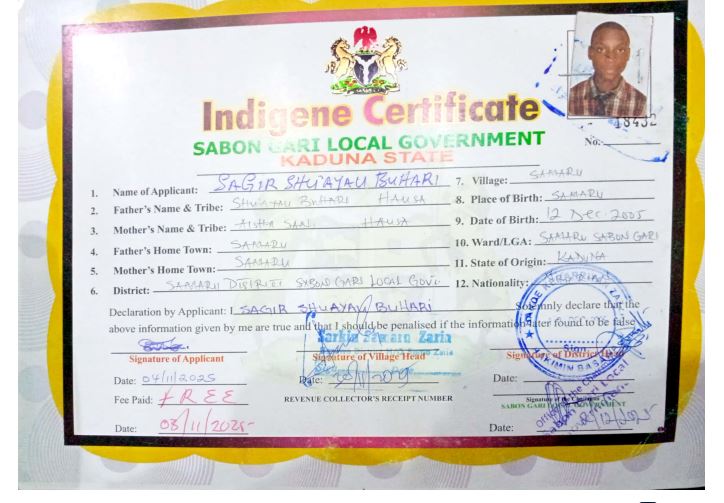 Indigene Certificate
SABON GARI LOCAL GOVERNMENT
KADUNA STATE
18432
No:
1. Name of Applicant: SAGIR SHU'AYAU BUHARI
2. Father's Name & Tribe: SHU'AYAU BUHARI HAUSA
3. Mother's Name & Tribe: HAUSA
4. Father's Home Town: SAMARU
5. Mother's Home Town: SAMARU
6. District: SAMARU DISTRICT SABON GARI LOCAL GOVT.
7. Village: SAMARU
8. Place of Birth: SAMARU
9. Date of Birth: 12 DEC. 2005
10. Ward/LGA: SAMARU SABON GARI
11. State of Origin: KADUNA
12. Nationality:
Declaration by Applicant: I SAGIR SHUAYAU BUHARI Solemnly declare that the
above information given by me are true and that I should be penalised if the information later found to be false
Sarkin Samaru Zaria
Sign
Signature of Applicant
Signature of Village Head
Signature of District Head
Date: 04/11/2025
Date:
Date:
Fee Paid: FREE
REVENUE COLLECTOR'S RECEIPT NUMBER
Signature of the Chairman
SABON GARI LOCAL GOVERNMENT
Date: 03/11/2025
Date: